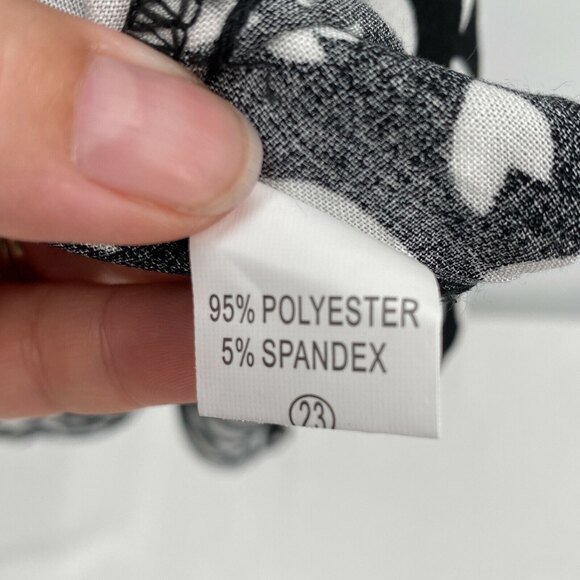 95% POLYESTER
5% SPANDEX
23